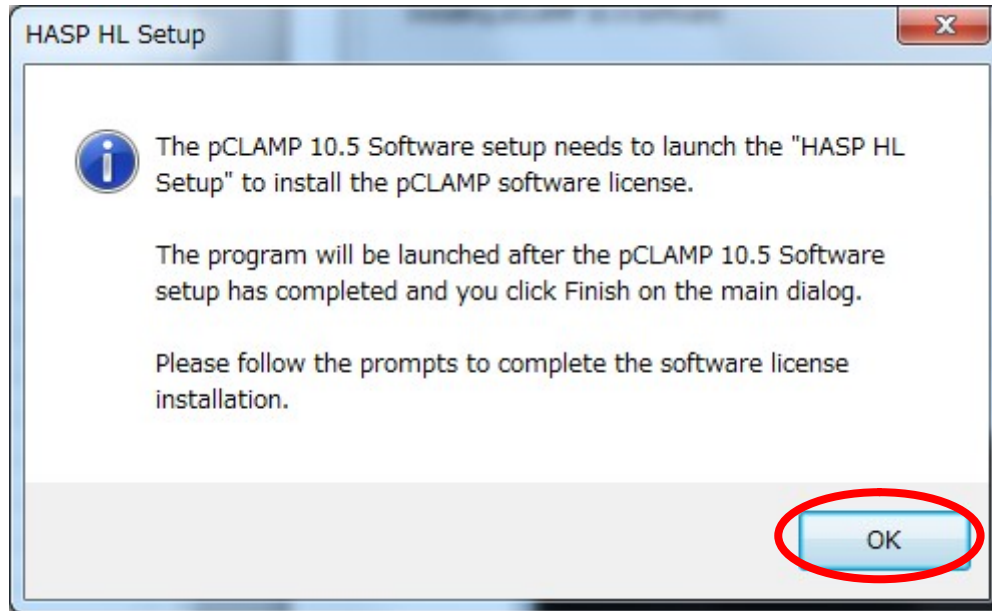 HASP HL Setup
The pCLAMP 10.5 Software setup needs to launch the "HASP HL
Setup" to install the pCLAMP software license.
The program will be launched after the pCLAMP 10.5 Software
setup has completed and you click Finish on the main dialog.
Please follow the prompts to complete the software license
installation.
OK